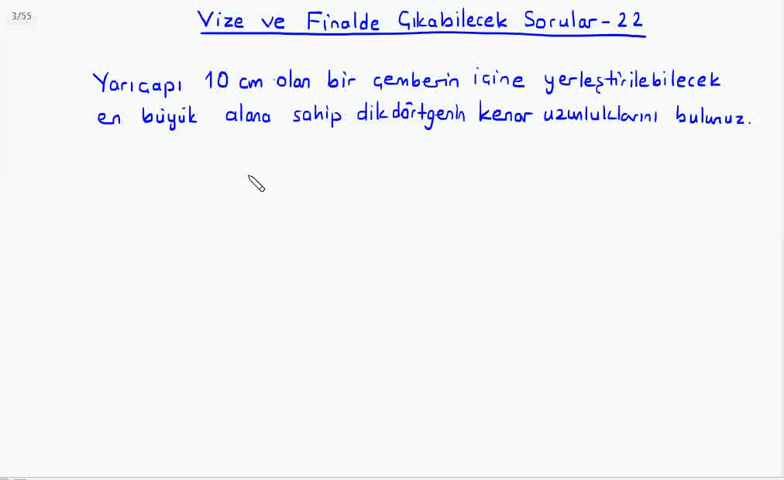 3/55
Vize ve Finalde Çıkabilecek Sorular - 22
Yarıçapı 10 cm olan bir çemberin içine yerleştirilebilecek
en büyük alana sahip dikdörtgenin kenar uzunluklarını bulunuz.